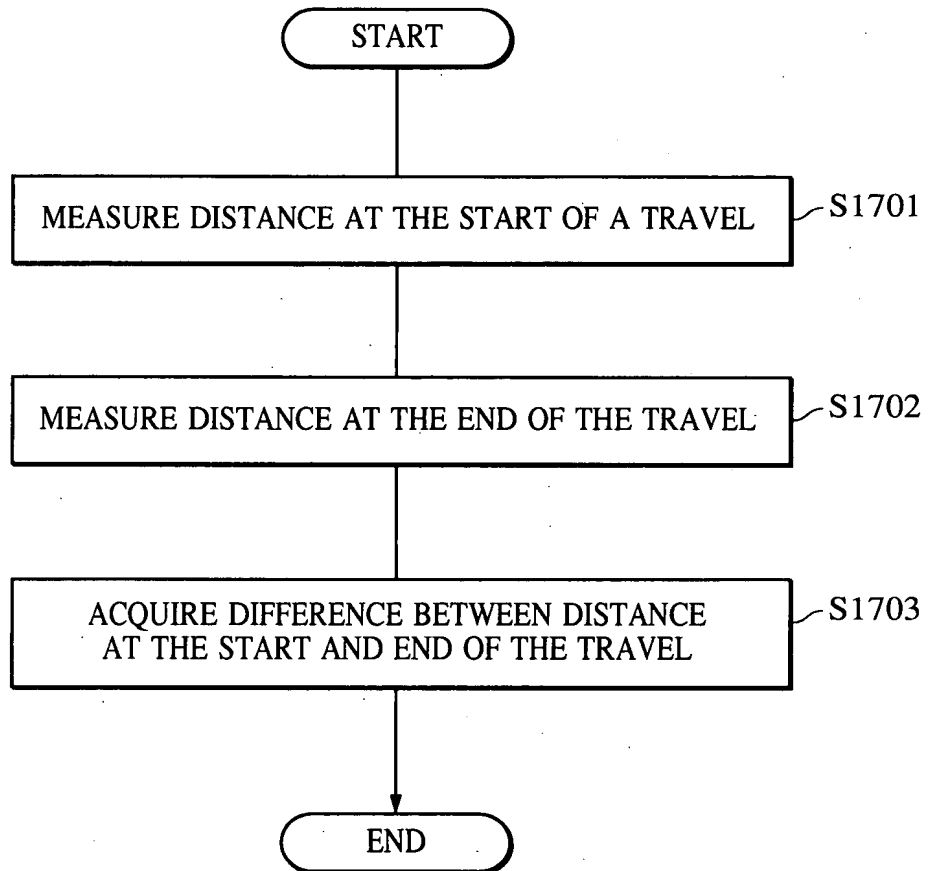 START
MEASURE DISTANCE AT THE START OF A TRAVEL
S1701
MEASURE DISTANCE AT THE END OF THE TRAVEL
S1702
ACQUIRE DIFFERENCE BETWEEN DISTANCE
AT THE START AND END OF THE TRAVEL
S1703
END